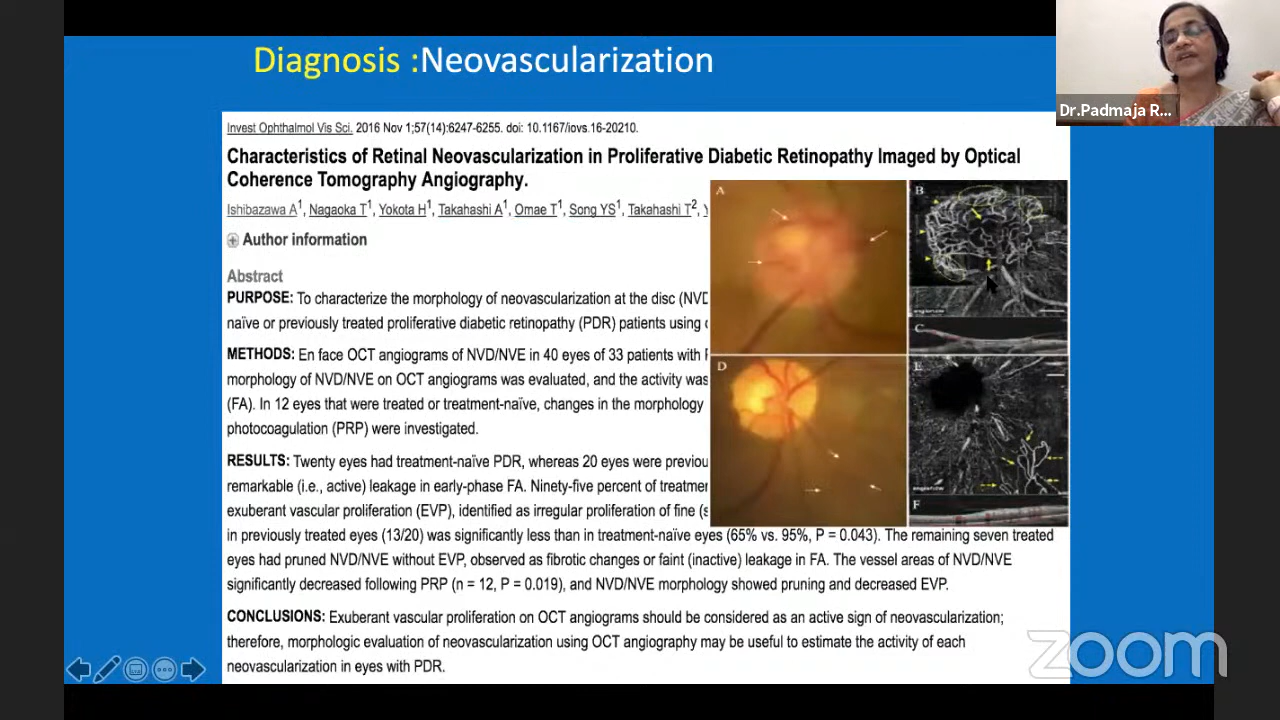 Diagnosis :Neovascularization
Dr.Padmaja R...
Invest Ophthalmol Vis Sci. 2016 Nov 1;57(14):6247-6255. doi: 10.1167/iovs.16-20210.
Characteristics of Retinal Neovascularization in Proliferative Diabetic Retinopathy Imaged by Optical
Coherence Tomography Angiography.
Ishibazawa A1, Nagaoka T1, Yokota H1, Takahashi A1, Omae T1, Song YS1, Takahashi T2,
Author information
Abstract
PURPOSE: To characterize the morphology of neovascularization at the disc (NVD
naïve or previously treated proliferative diabetic retinopathy (PDR) patients using
METHODS: En face OCT angiograms of NVD/NVE in 40 eyes of 33 patients with
morphology of NVD/NVE on OCT angiograms was evaluated, and the activity was
(FA). In 12 eyes that were treated or treatment-naïve, changes in the morphology
photocoagulation (PRP) were investigated.
RESULTS: Twenty eyes had treatment-naïve PDR, whereas 20 eyes were previou
remarkable (i.e., active) leakage in early-phase FA. Ninety-five percent of treatmer
exuberant vascular proliferation (EVP), identified as irregular proliferation of fine (s
in previously treated eyes (13/20) was significantly less than in treatment-naïve eyes (65% vs. 95%, P = 0.043). The remaining seven treated
eyes had pruned NVD/NVE without EVP, observed as fibrotic changes or faint (inactive) leakage in FA. The vessel areas of NVD/NVE
significantly decreased following PRP (n = 12, P = 0.019), and NVD/NVE morphology showed pruning and decreased EVP.
CONCLUSIONS: Exuberant vascular proliferation on OCT angiograms should be considered as an active sign of neovascularization;
therefore, morphologic evaluation of neovascularization using OCT angiography may be useful to estimate the activity of each
neovascularization in eyes with PDR.
A
B
C
D
E
F
zoom